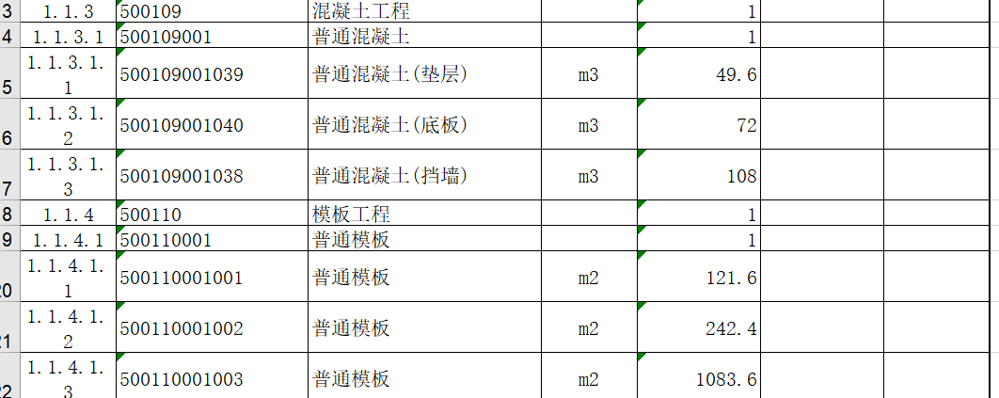 3 1.1.3 500109 混凝土工程 1
4 1.1.3.1 500109001 普通混凝土 1
5 1.1.3.1.1 500109001039 普通混凝土(垫层) m3 49.6
6 1.1.3.1.2 500109001040 普通混凝土(底板) m3 72
7 1.1.3.1.3 500109001038 普通混凝土(挡墙) m3 108
8 1.1.4 500110 模板工程 1
9 1.1.4.1 500110001 普通模板 1
20 1.1.4.1.1 500110001001 普通模板 m2 121.6
21 1.1.4.1.2 500110001002 普通模板 m2 242.4
22 1.1.4.1.3 500110001003 普通模板 m2 1083.6